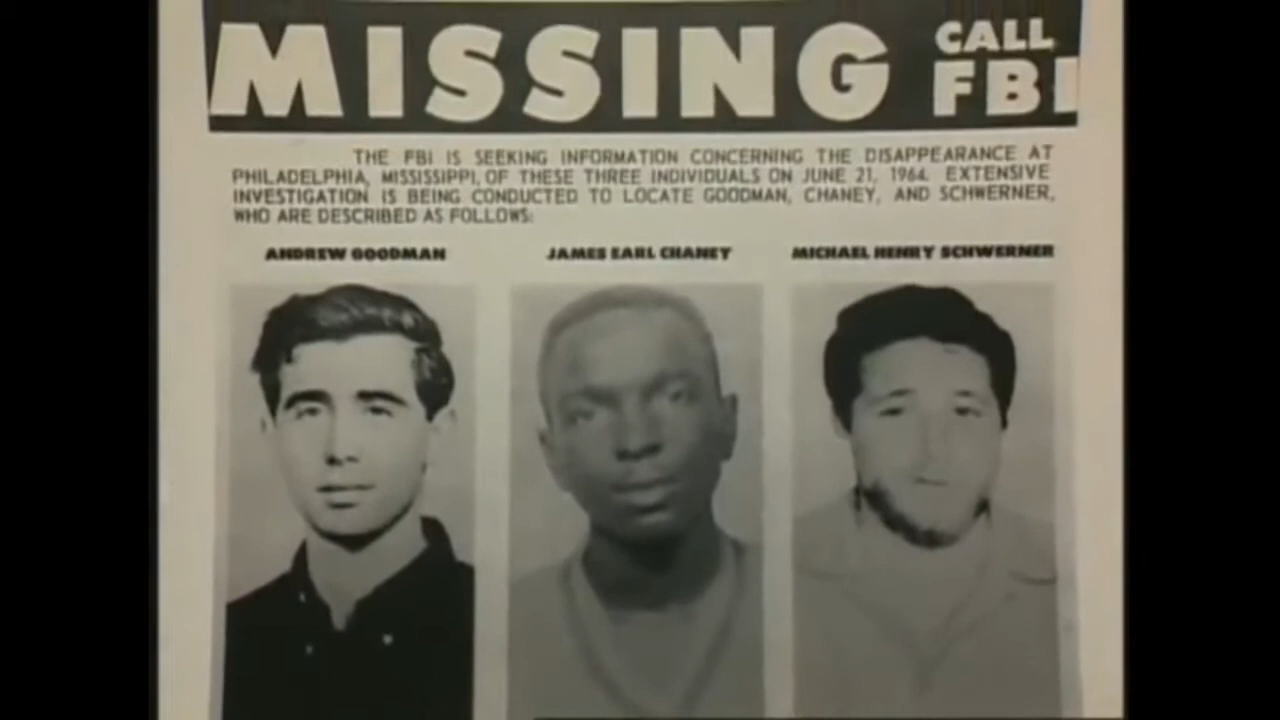 MISSING
CALL
FBI
THE FBI IS SEEKING INFORMATION CONCERNING THE DISAPPEARANCE AT
PHILADELPHIA, MISSISSIPPI, OF THESE THREE INDIVIDUALS ON JUNE 21, 1964. EXTENSIVE
INVESTIGATION IS BEING CONDUCTED TO LOCATE GOODMAN, CHANEY, AND SCHWERNER,
WHO ARE DESCRIBED AS FOLLOWS:
ANDREW GOODMAN
JAMES EARL CHANEY
MICHAEL HENRY SCHWERNER